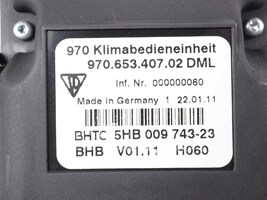 970 Klimabedieneinheit
970.653.407.02 DML
Inf. Nr. 000000060
Made in Germany 1 22.01.11
BHTC 5HB 009 743-23
BHB V01.11 H060